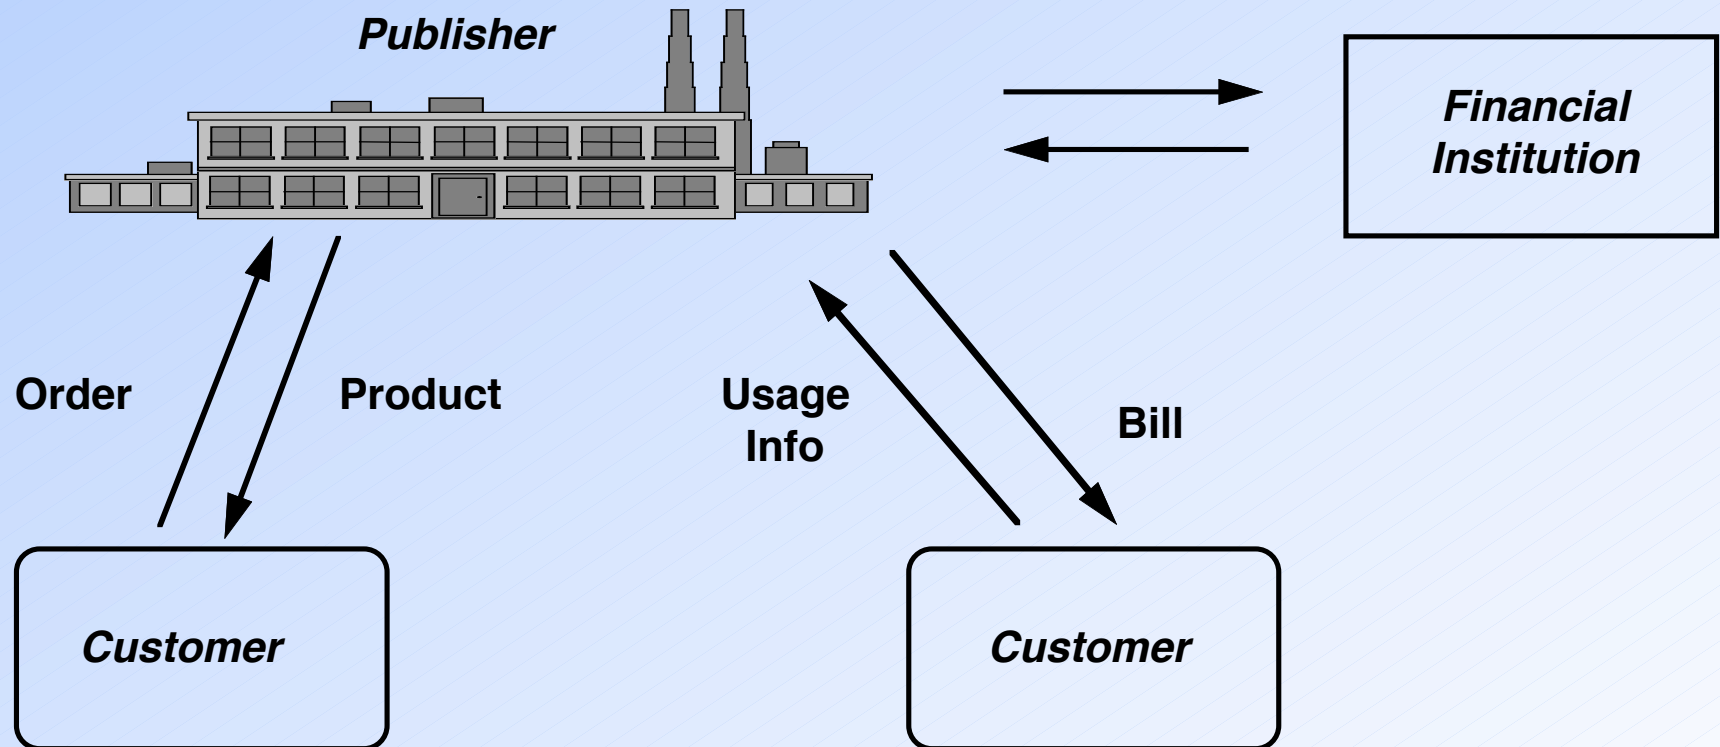 Publisher
Financial
Institution
Order
Product
Usage
Info
Bill
Customer
Customer